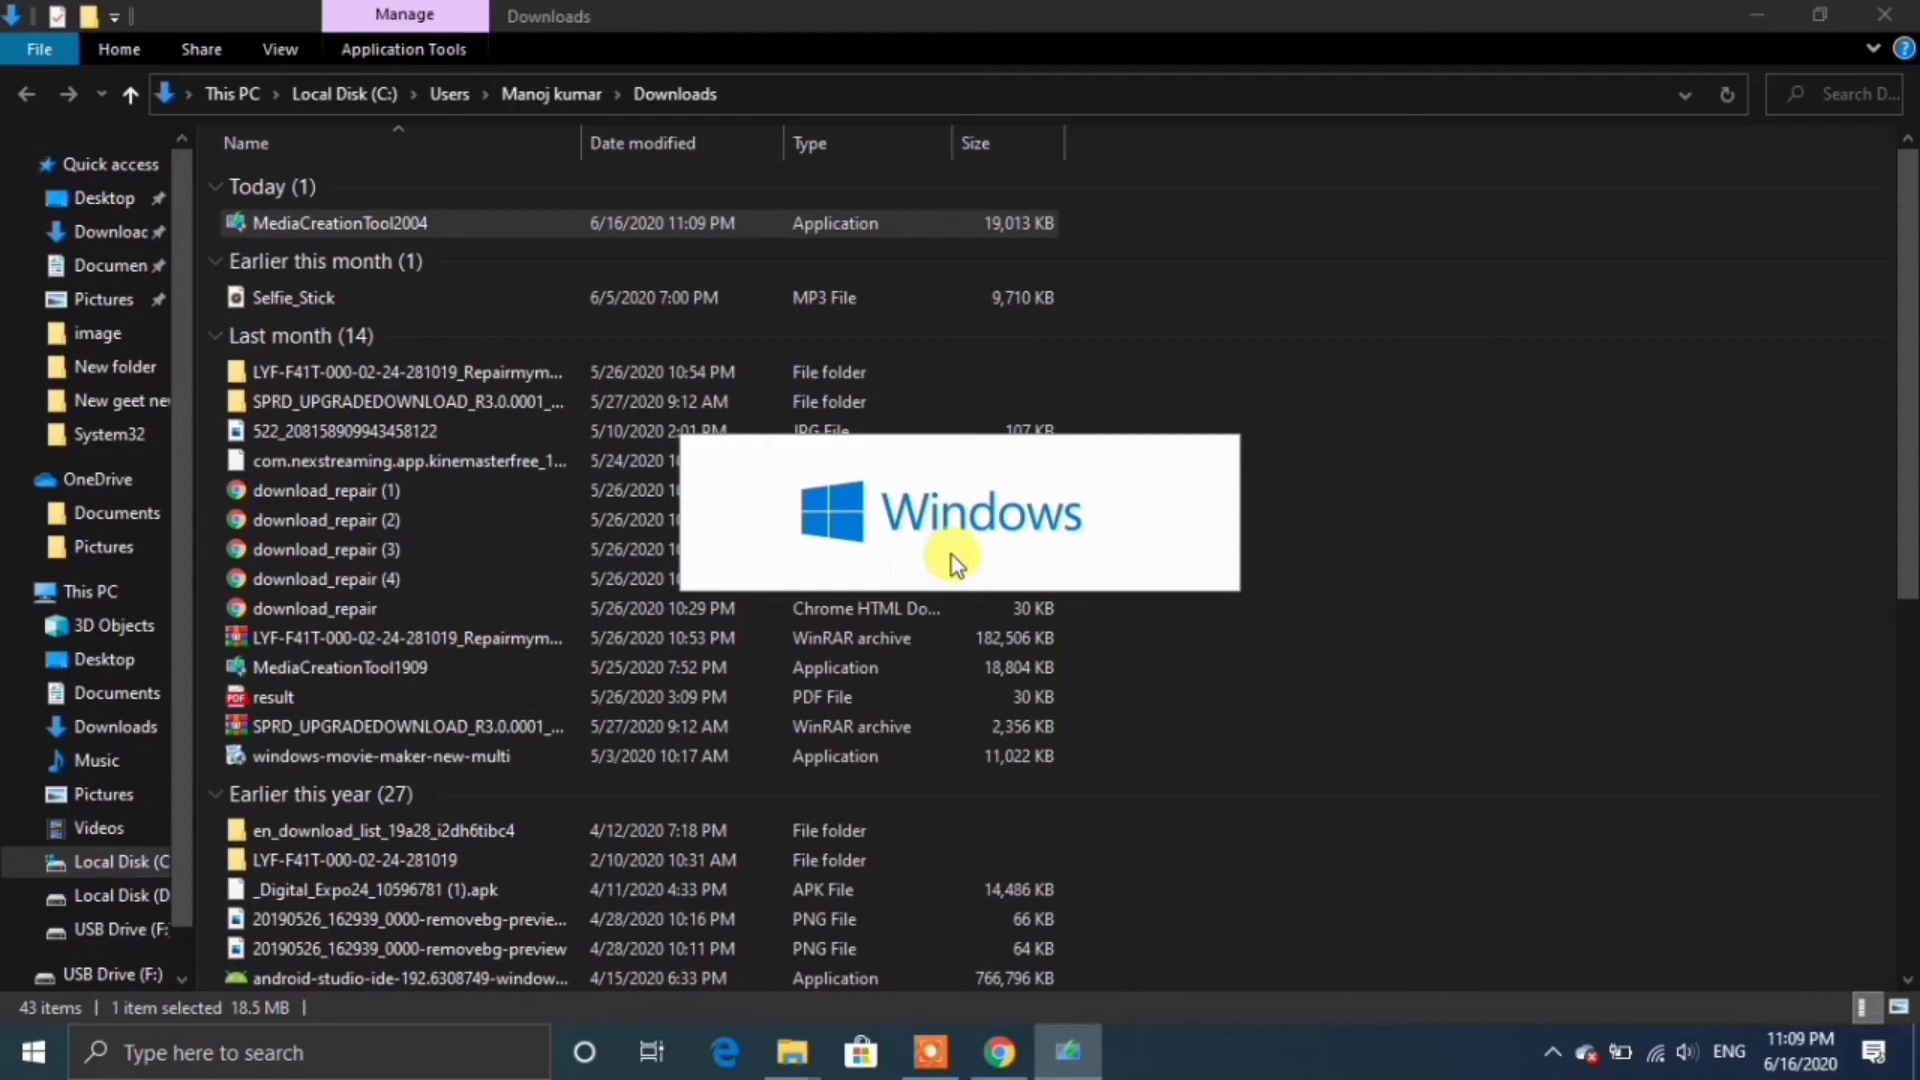 Manage
Downloads
File
Home
Share
View
Application Tools
This PC
Local Disk (C:)
Users
Manoj kumar
Downloads
Search D...
Name
Date modified
Type
Size
Quick access
Desktop
Downloac
Documen
Pictures
image
New folder
New geet ne
System32
OneDrive
Documents
Pictures
This PC
3D Objects
Desktop
Documents
Downloads
Music
Pictures
Videos
Local Disk (C
Local Disk (D
USB Drive (F:
USB Drive (F:)
Today (1)
MediaCreationTool2004 6/16/2020 11:09 PM Application 19,013 KB
Earlier this month (1)
Selfie_Stick 6/5/2020 7:00 PM MP3 File 9,710 KB
Last month (14)
LYF-F41T-000-02-24-281019_Repairmym... 5/26/2020 10:54 PM File folder
SPRD_UPGRADEDOWNLOAD_R3.0.0001_... 5/27/2020 9:12 AM File folder
522_208158909943458122 5/10/2020 2:01 PM JPG File 107 KB
com.nexstreaming.app.kinemasterfree_1... 5/24/2020 1
download_repair (1) 5/26/2020 1
download_repair (2) 5/26/2020 1
download_repair (3) 5/26/2020 1
download_repair (4) 5/26/2020 1
download_repair 5/26/2020 10:29 PM Chrome HTML Do... 30 KB
LYF-F41T-000-02-24-281019_Repairmym... 5/26/2020 10:53 PM WinRAR archive 182,506 KB
MediaCreationTool1909 5/25/2020 7:52 PM Application 18,804 KB
result 5/26/2020 3:09 PM PDF File 30 KB
SPRD_UPGRADEDOWNLOAD_R3.0.0001_... 5/27/2020 9:12 AM WinRAR archive 2,356 KB
windows-movie-maker-new-multi 5/3/2020 10:17 AM Application 11,022 KB
Earlier this year (27)
en_download_list_19a28_i2dh6tibc4 4/12/2020 7:18 PM File folder
LYF-F41T-000-02-24-281019 2/10/2020 10:31 AM File folder
_Digital_Expo24_10596781 (1).apk 4/11/2020 4:33 PM APK File 14,486 KB
20190526_162939_0000-removebg-previe... 4/28/2020 10:16 PM PNG File 66 KB
20190526_162939_0000-removebg-preview 4/28/2020 10:11 PM PNG File 64 KB
android-studio-ide-192.6308749-window... 4/15/2020 6:33 PM Application 766,796 KB
Windows
43 items 1 item selected 18.5 MB
Type here to search
ENG
11:09 PM
6/16/2020